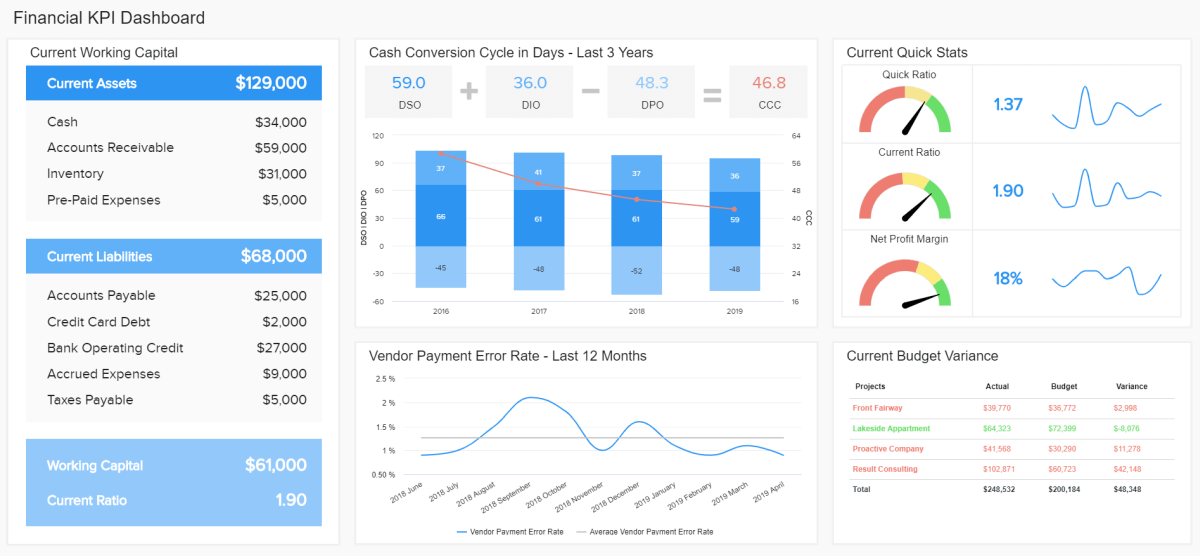 Financial KPI Dashboard
Current Working Capital
Current Assets $129,000
Cash $34,000
Accounts Receivable $59,000
Inventory $31,000
Pre-Paid Expenses $5,000
Current Liabilities $68,000
Accounts Payable $25,000
Credit Card Debt $2,000
Bank Operating Credit $27,000
Accrued Expenses $9,000
Taxes Payable $5,000
Working Capital $61,000
Current Ratio 1.90
Cash Conversion Cycle in Days - Last 3 Years
59.0 + 36.0 − 48.3 = 46.8
DSO DIO DPO CCC
DSO | DIO | DPO
120 64
90 56
60 48
30 40
0 32
-30 24
-60 16
CCC
37 41 37 36
66 61 61 59
-45 -48 -52 -48
2016 2017 2018 2019
Vendor Payment Error Rate - Last 12 Months
2.5 %
2 %
1.5 %
1 %
0.50 %
2018 June 2018 July 2018 August 2018 September 2018 October 2018 November 2018 December 2019 January 2019 February 2019 March 2019 April
Vendor Payment Error Rate Average Vendor Payment Error Rate
Current Quick Stats
Quick Ratio
1.37
Current Ratio
1.90
Net Profit Margin
18%
Current Budget Variance
Projects Actual Budget Variance
Front Fairway $39,770 $36,772 $2,998
Lakeside Appartment $64,323 $72,399 $-8,076
Proactive Company $41,568 $30,290 $11,278
Result Consulting $102,871 $60,723 $42,148
Total $248,532 $200,184 $48,348